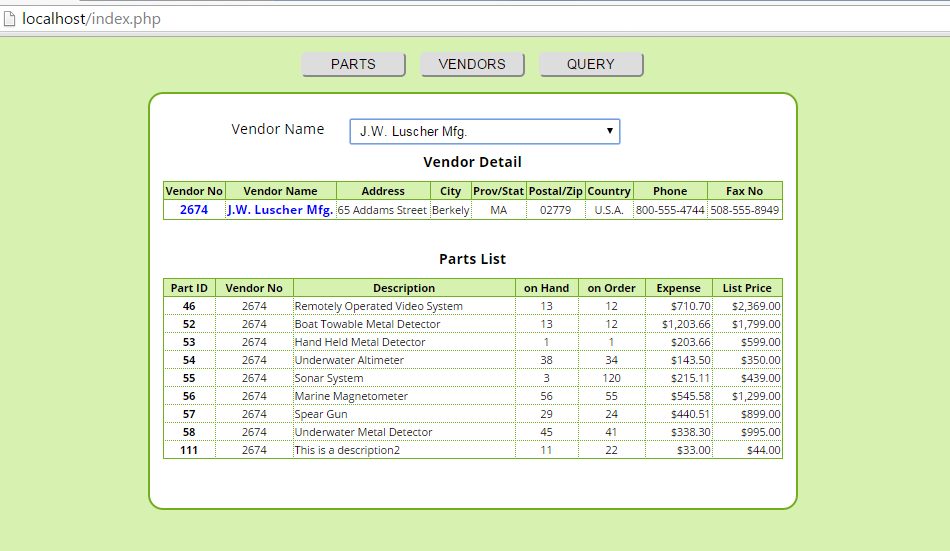 localhost/index.php
PARTS VENDORS QUERY
Vendor Name J.W. Luscher Mfg.
Vendor Detail
Vendor No Vendor Name Address City Prov/Stat Postal/Zip Country Phone Fax No
2674 J.W. Luscher Mfg. 65 Addams Street Berkely MA 02779 U.S.A. 800-555-4744 508-555-8949
Parts List
Part ID Vendor No Description on Hand on Order Expense List Price
46 2674 Remotely Operated Video System 13 12 $710.70 $2,369.00
52 2674 Boat Towable Metal Detector 13 12 $1,203.66 $1,799.00
53 2674 Hand Held Metal Detector 1 1 $203.66 $599.00
54 2674 Underwater Altimeter 38 34 $143.50 $350.00
55 2674 Sonar System 3 120 $215.11 $439.00
56 2674 Marine Magnetometer 56 55 $545.58 $1,299.00
57 2674 Spear Gun 29 24 $440.51 $899.00
58 2674 Underwater Metal Detector 45 41 $338.30 $995.00
111 2674 This is a description2 11 22 $33.00 $44.00